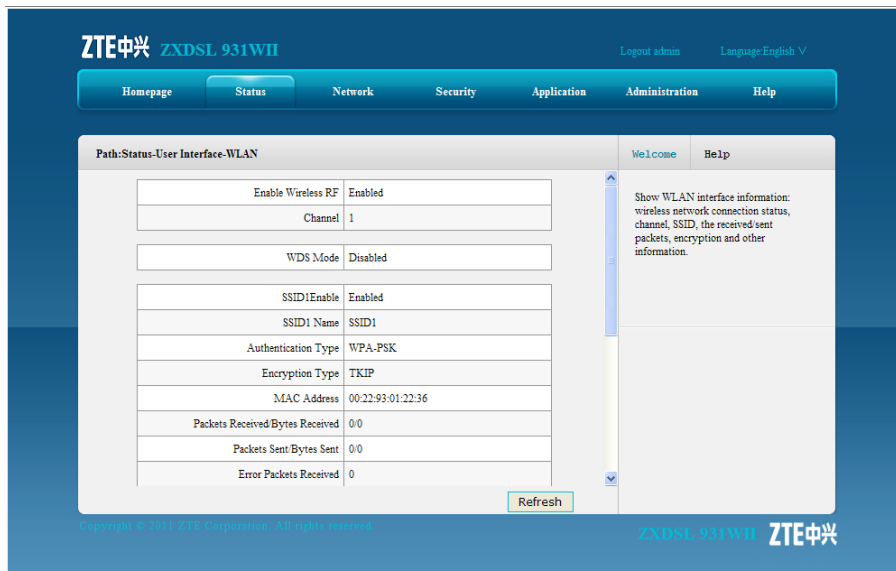 ZTE中兴 ZXDSL 931WII
Logout admin Language:English V
Homepage Status Network Security Application Administration Help
Path:Status-User Interface-WLAN
Welcome Help
Enable Wireless RF Enabled
Channel 1
WDS Mode Disabled
SSID1Enable Enabled
SSID1 Name SSID1
Authentication Type WPA-PSK
Encryption Type TKIP
MAC Address 00:22:93:01:22:36
Packets Received/Bytes Received 0/0
Packets Sent/Bytes Sent 0/0
Error Packets Received 0
Refresh
Show WLAN interface information:
wireless network connection status,
channel, SSID, the received/sent
packets, encryption and other
information.
Copyright © 2011 ZTE Corporation. All rights reserved.
ZXDSL 931WII ZTE中兴